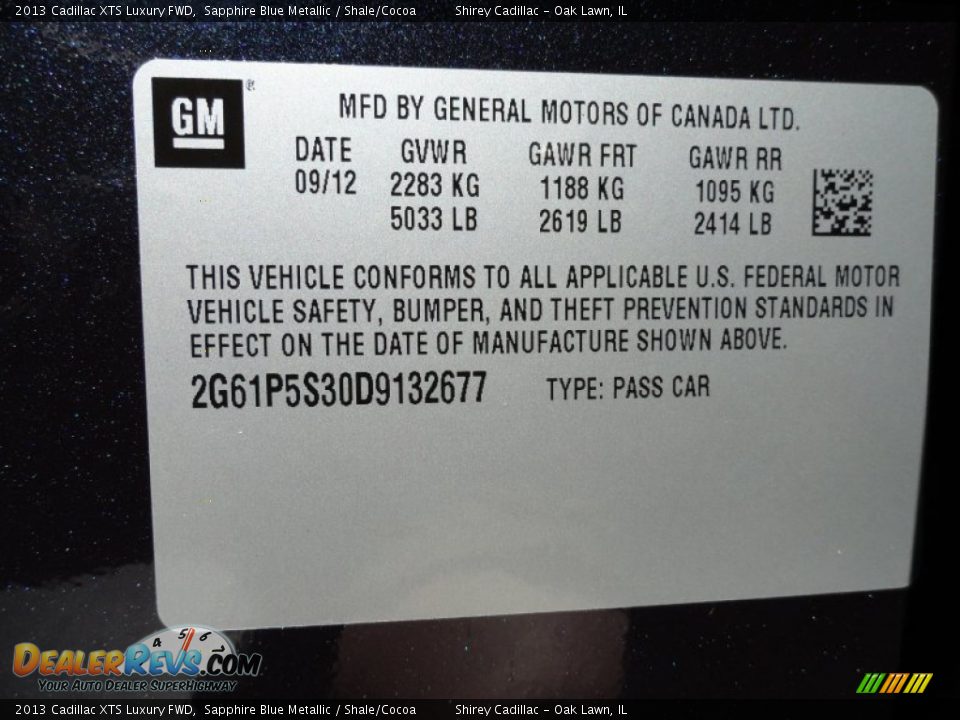 2013 Cadillac XTS Luxury FWD,  Sapphire Blue Metallic / Shale/Cocoa        Shirey Cadillac - Oak Lawn, IL
GM ®
MFD BY GENERAL MOTORS OF CANADA LTD.
DATE GVWR GAWR FRT GAWR RR
09/12 2283 KG 1188 KG 1095 KG
5033 LB 2619 LB 2414 LB
THIS VEHICLE CONFORMS TO ALL APPLICABLE U.S. FEDERAL MOTOR
VEHICLE SAFETY, BUMPER, AND THEFT PREVENTION STANDARDS IN
EFFECT ON THE DATE OF MANUFACTURE SHOWN ABOVE.
2G61P5S30D9132677 TYPE: PASS CAR
4 5 6 7
DealerRevs.com
Your Auto Dealer SuperHighway
2013 Cadillac XTS Luxury FWD,  Sapphire Blue Metallic / Shale/Cocoa        Shirey Cadillac - Oak Lawn, IL